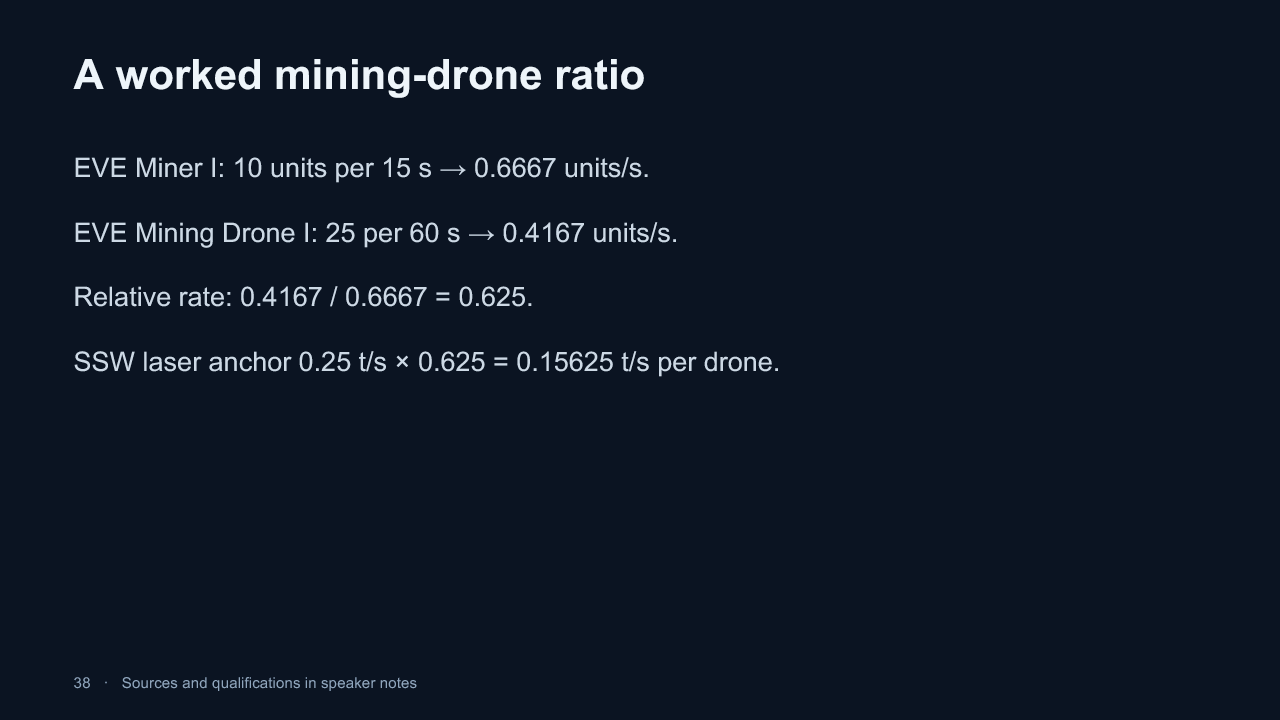 A worked mining-drone ratio
EVE Miner I: 10 units per 15 s → 0.6667 units/s.
EVE Mining Drone I: 25 per 60 s → 0.4167 units/s.
Relative rate: 0.4167 / 0.6667 = 0.625.
SSW laser anchor 0.25 t/s × 0.625 = 0.15625 t/s per drone.
38 · Sources and qualifications in speaker notes